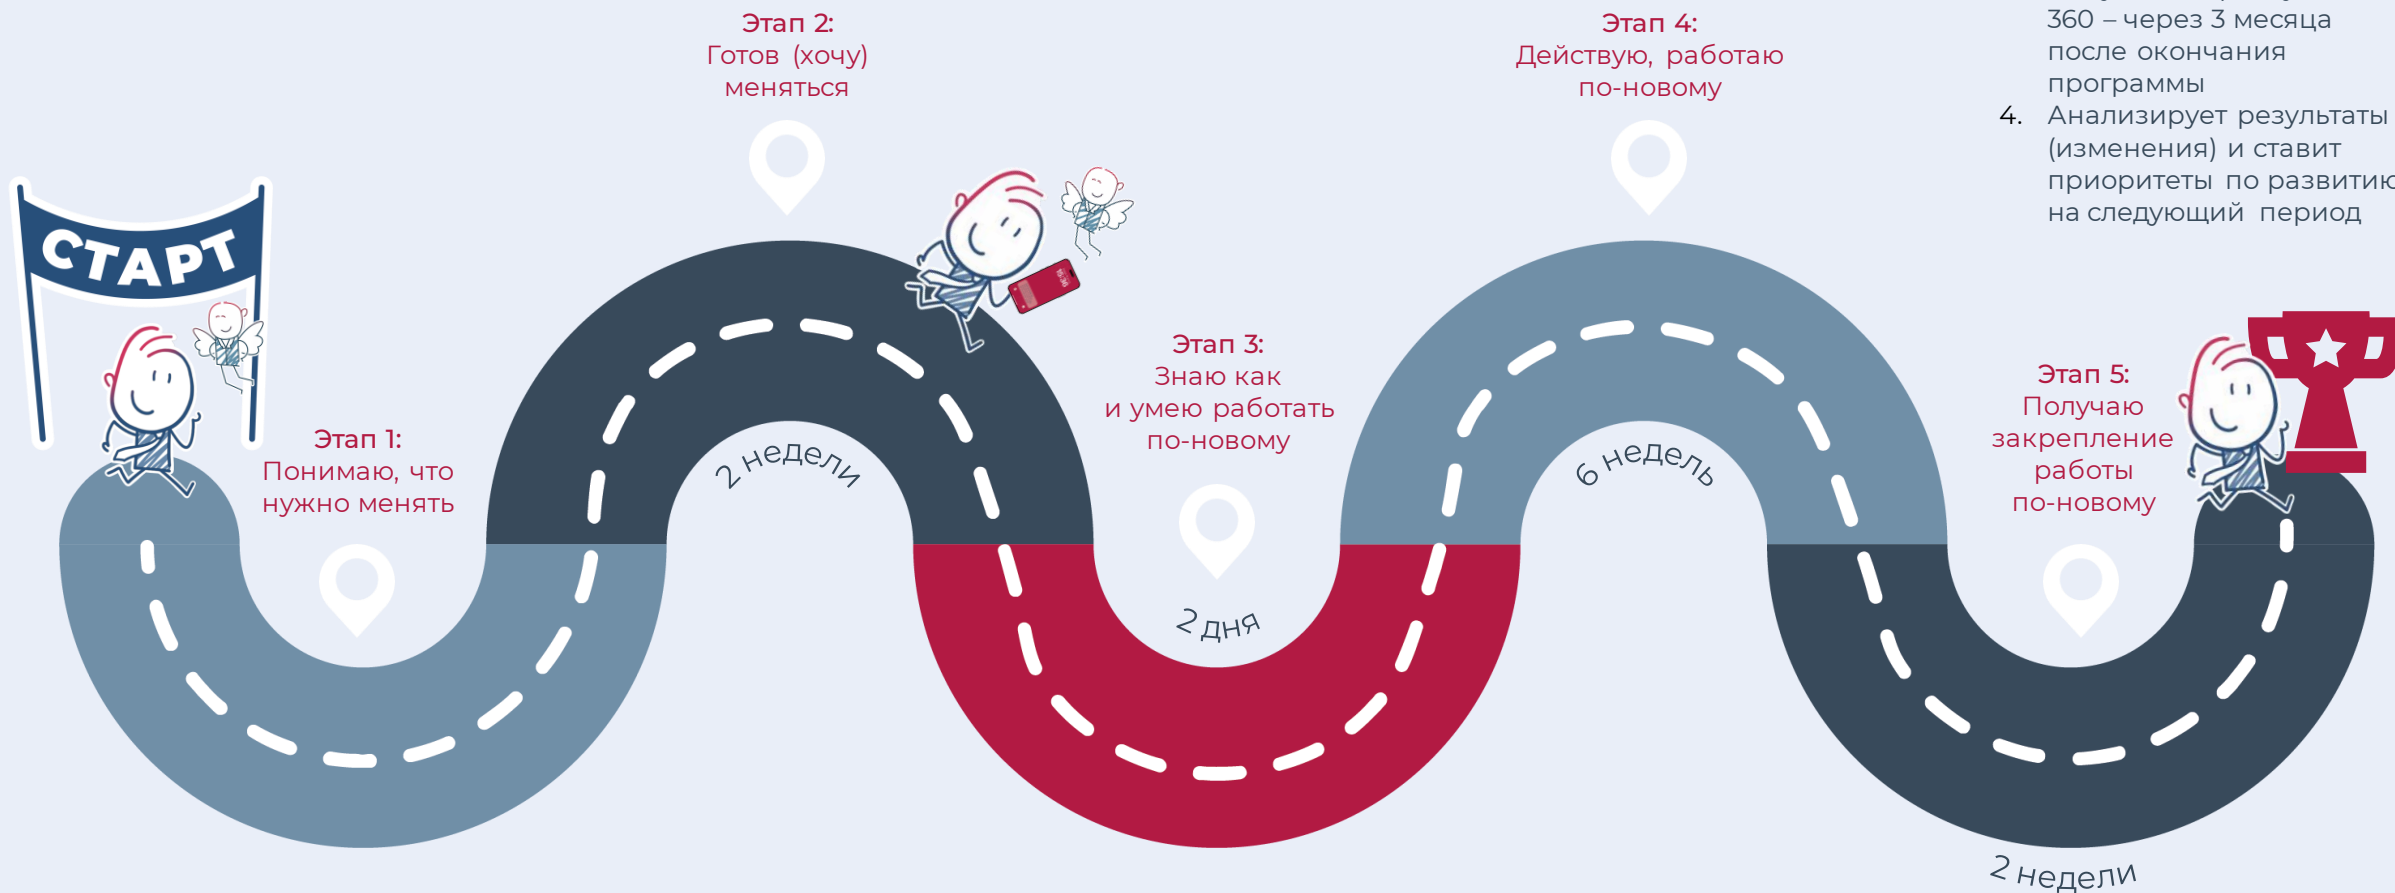 СТАРТ
Этап 1:
Понимаю, что
нужно менять
Этап 2:
Готов (хочу)
меняться
2 недели
Этап 3:
Знаю как
и умею работать
по-новому
2 дня
Этап 4:
Действую, работаю
по-новому
6 недель
360 – через 3 месяца
после окончания
программы
4. Анализирует результаты
(изменения) и ставит
приоритеты по развитию
на следующий период
Этап 5:
Получаю
закрепление
работы
по-новому
2 недели